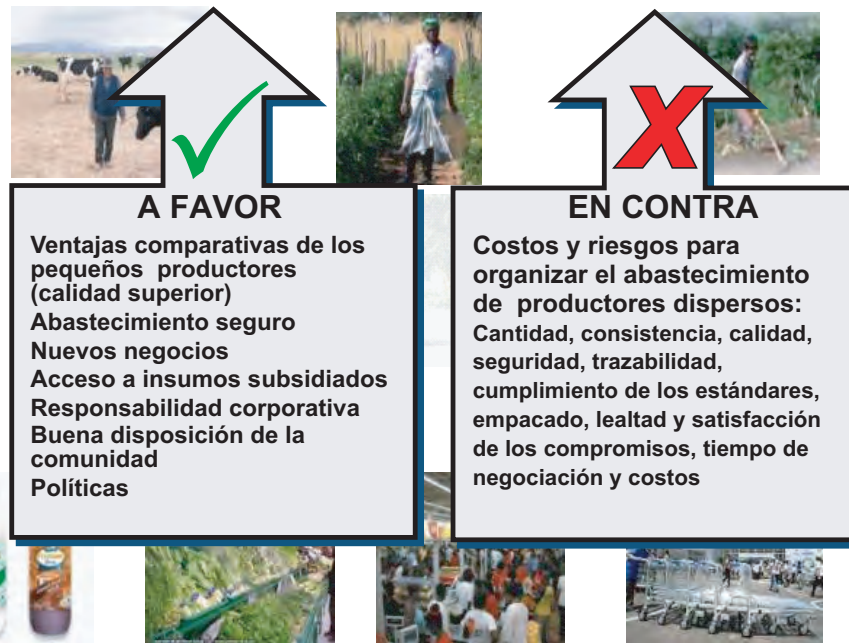 A FAVOR
Ventajas comparativas de los
pequeños productores
(calidad superior)
Abastecimiento seguro
Nuevos negocios
Acceso a insumos subsidiados
Responsabilidad corporativa
Buena disposición de la
comunidad
Políticas
EN CONTRA
Costos y riesgos para
organizar el abastecimiento
de productores dispersos:
Cantidad, consistencia, calidad,
seguridad, trazabilidad,
cumplimiento de los estándares,
empacado, lealtad y satisfacción
de los compromisos, tiempo de
negociación y costos